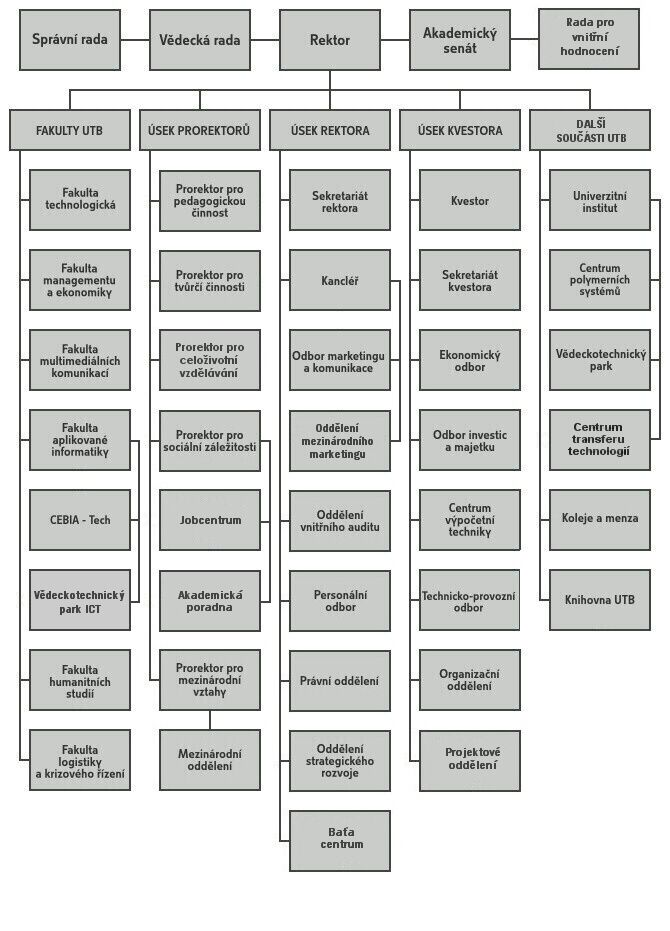 Správní rada
Vědecká rada
Rektor
Akademický
senát
Rada pro
vnitřní
hodnocení
FAKULTY UTB
ÚSEK PROREKTORŮ
ÚSEK REKTORA
ÚSEK KVESTORA
DALŠÍ
SOUČÁSTI UTB
Fakulta
technologická
Fakulta
managementu
a ekonomiky
Fakulta
multimediálních
komunikací
Fakulta
aplikované
informatiky
CEBIA - Tech
Vědeckotechnický
park ICT
Fakulta
humanitních
studií
Fakulta
logistiky
a krizového řízení
Prorektor pro
pedagogickou
činnost
Prorektor pro
tvůrčí činnosti
Prorektor pro
celoživotní
vzdělávání
Prorektor pro
sociální záležitosti
Jobcentrum
Akademická
poradna
Prorektor pro
mezinárodní
vztahy
Mezinárodní
oddělení
Sekretariát
rektora
Kancléř
Odbor marketingu
a komunikace
Oddělení
mezinárodního
marketingu
Oddělení
vnitřního auditu
Personální
odbor
Právní oddělení
Oddělení
strategického
rozvoje
Baťa
centrum
Kvestor
Sekretariát
kvestora
Ekonomický
odbor
Odbor investic
a majetku
Centrum
výpočetní
techniky
Technicko-provozní
odbor
Organizační
oddělení
Projektové
oddělení
Univerzitní
institut
Centrum
polymerních
systémů
Vědeckotechnický
park
Centrum
transferu
technologií
Koleje a menza
Knihovna UTB